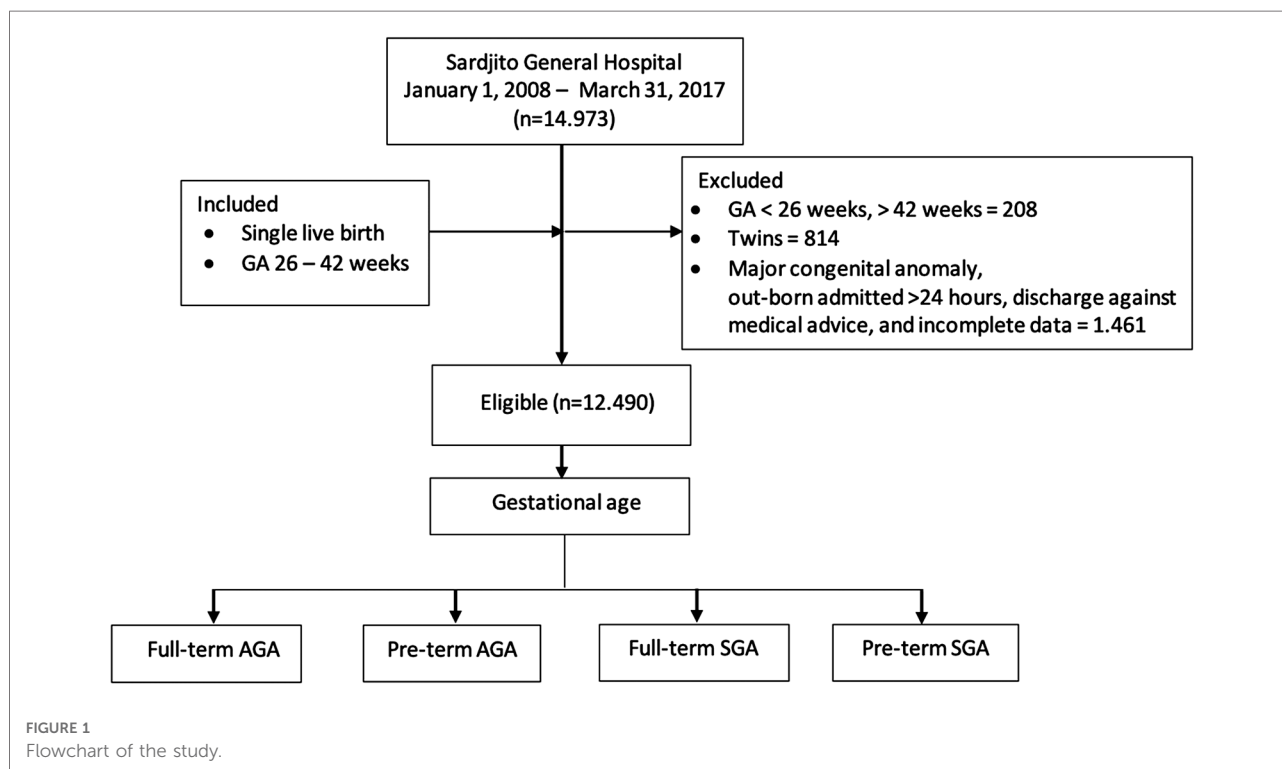 Sardjito General Hospital
January 1, 2008 – March 31, 2017
(n=14.973)
Included
• Single live birth
• GA 26 – 42 weeks
Excluded
• GA < 26 weeks, > 42 weeks = 208
• Twins = 814
• Major congenital anomaly,
out-born admitted >24 hours, discharge against
medical advice, and incomplete data = 1.461
Eligible (n=12.490)
Gestational age
Full-term AGA
Pre-term AGA
Full-term SGA
Pre-term SGA
FIGURE 1
Flowchart of the study.